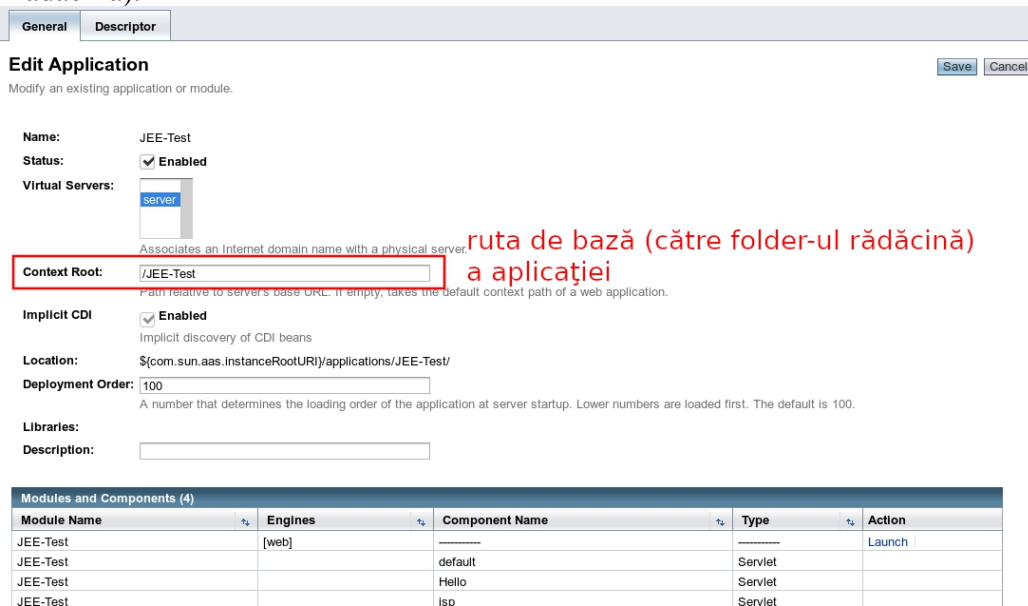 General Descriptor
Edit Application
Save Cancel
Modify an existing application or module.
Name: JEE-Test
Status: Enabled
Virtual Servers:
server
Associates an Internet domain name with a physical server.
ruta de bază (către folder-ul rădăcină)
a aplicaţiei
Context Root: /JEE-Test
Path relative to server's base URL. If empty, takes the default context path of a web application.
Implicit CDI Enabled
Implicit discovery of CDI beans
Location: ${com.sun.aas.instanceRootURI}/applications/JEE-Test/
Deployment Order: 100
A number that determines the loading order of the application at server startup. Lower numbers are loaded first. The default is 100.
Libraries:
Description:
Modules and Components (4)
Module Name Engines Component Name Type Action
JEE-Test [web] ----------- ----------- Launch
JEE-Test default Servlet
JEE-Test Hello Servlet
JEE-Test jsp Servlet